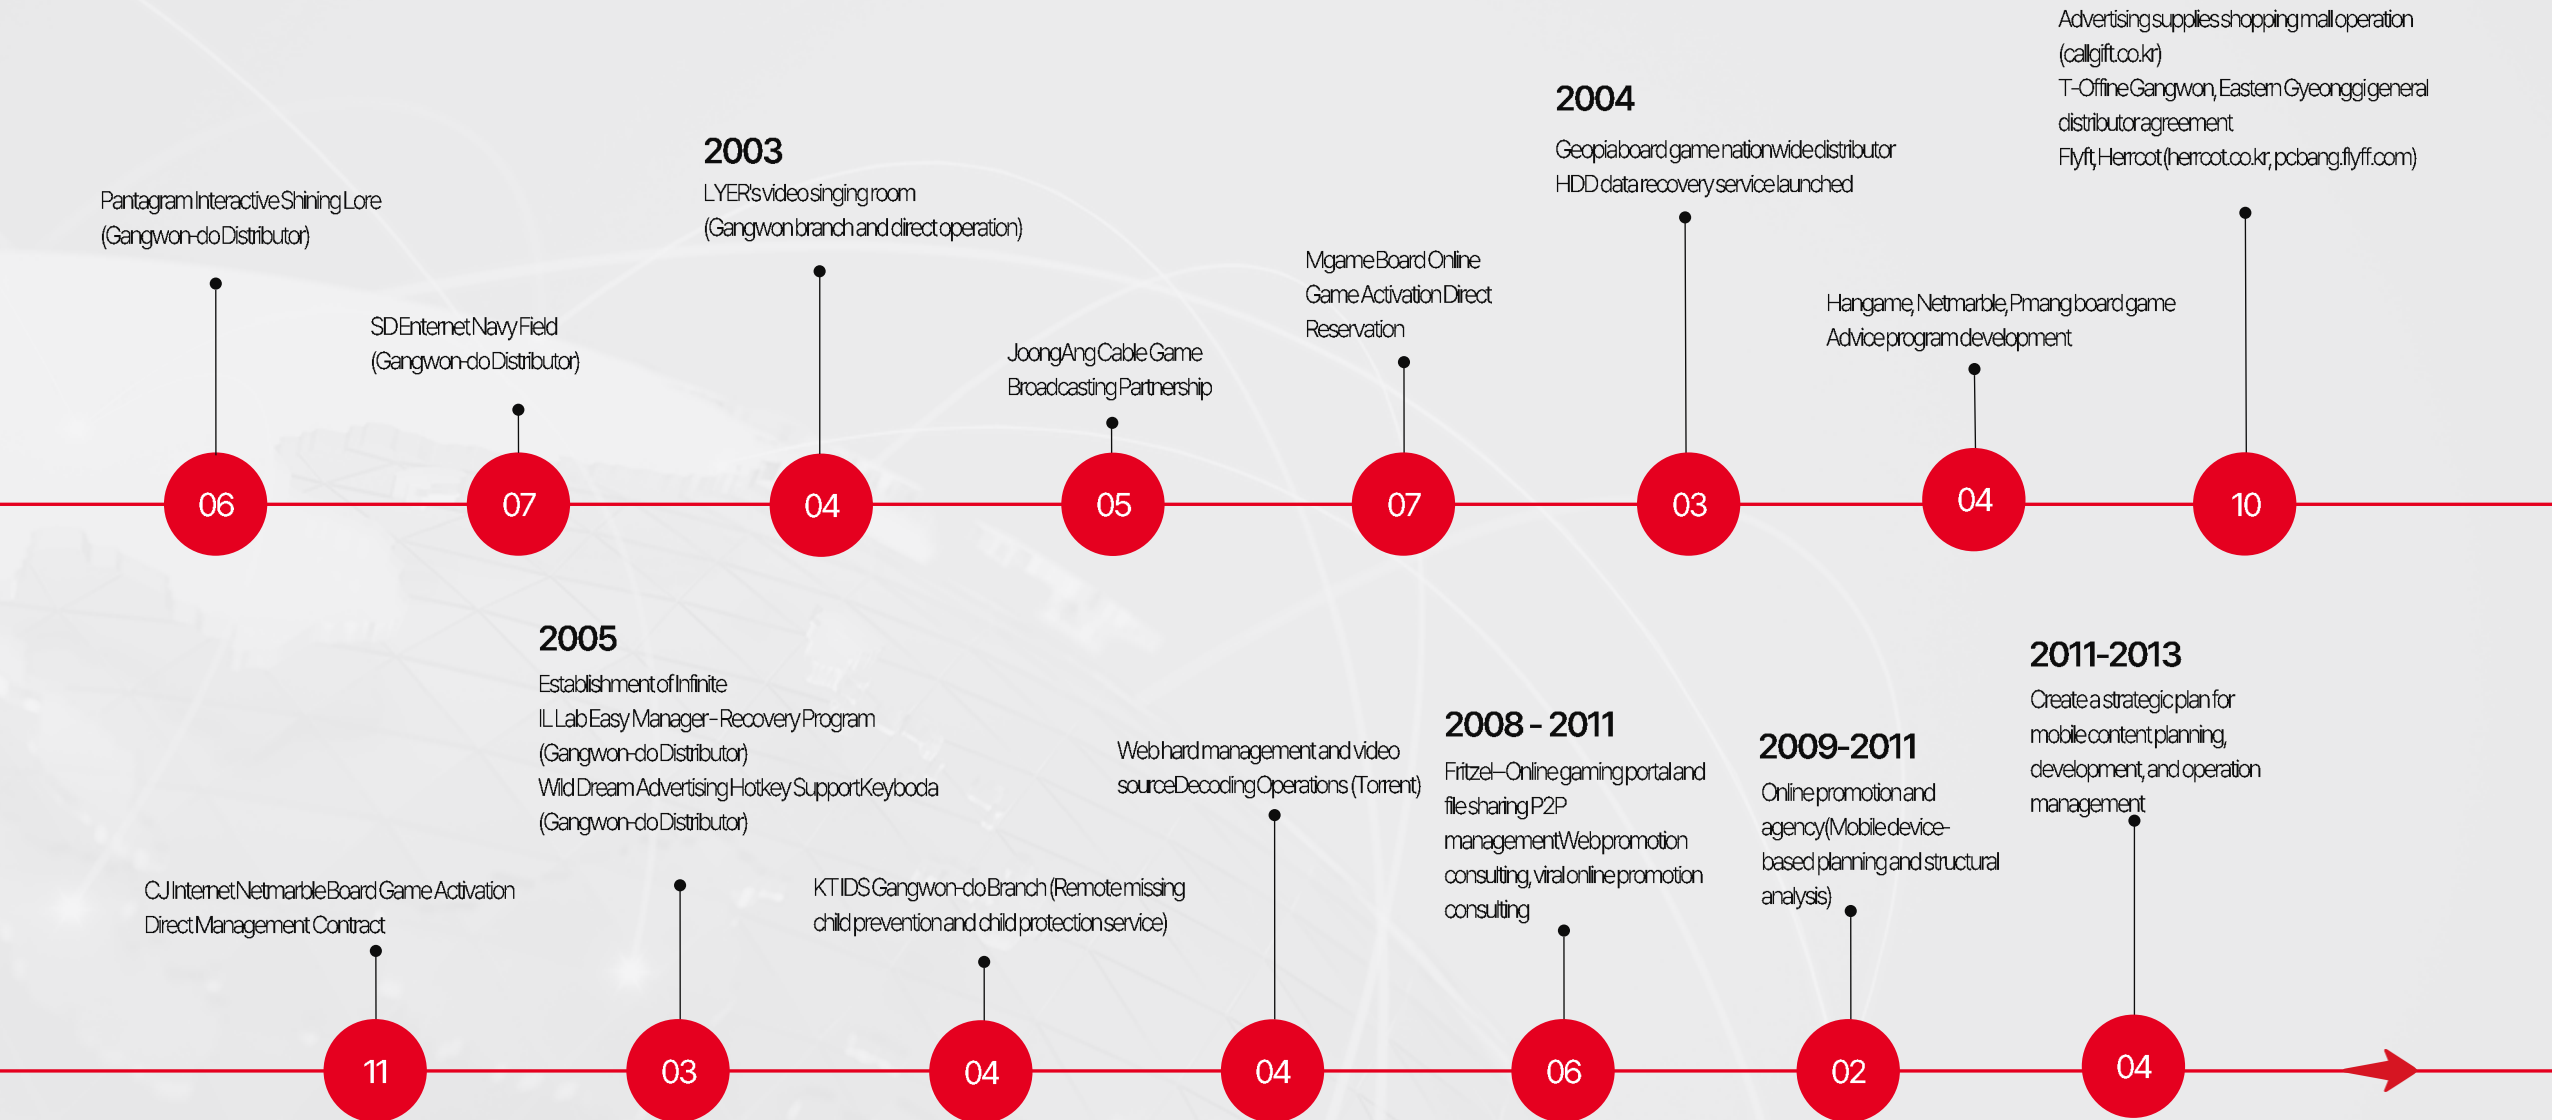 Pantagram Interactive Shining Lore
(Gangwon-do Distributor)
06
SD Enternet Navy Field
(Gangwon-do Distributor)
07
2003
LYER's video singing room
(Gangwon branch and direct operation)
04
JoongAng Cable Game
Broadcasting Partnership
05
Mgame Board Online
Game Activation Direct
Reservation
07
2004
Geopia board game nationwide distributor
HDD data recovery service launched
03
Hangame, Netmarble, Pmang board game
Advice program development
04
Advertising supplies shopping mall operation
(callgift.co.kr)
T-Offine Gangwon, Eastern Gyeonggi general
distributor agreement
Flyft, Herroot (herroot.co.kr, pcbang.flyff.com)
10
CJ Internet Netmarble Board Game Activation
Direct Management Contract
11
2005
Establishment of Infinite
IL Lab Easy Manager - Recovery Program
(Gangwon-do Distributor)
Wild Dream Advertising Hotkey Support Keyboda
(Gangwon-do Distributor)
03
KT IDS Gangwon-do Branch (Remote missing
child prevention and child protection service)
04
Web hard management and video
sourceDecoding Operations (Torrent)
04
2008 - 2011
Fritzel—Online gaming portal and
file sharing P2P
managementWeb promotion
consulting, viral online promotion
consulting
06
2009-2011
Online promotion and
agency(Mobile device-
based planning and structural
analysis)
02
2011-2013
Create a strategic plan for
mobile content planning,
development, and operation
management
04